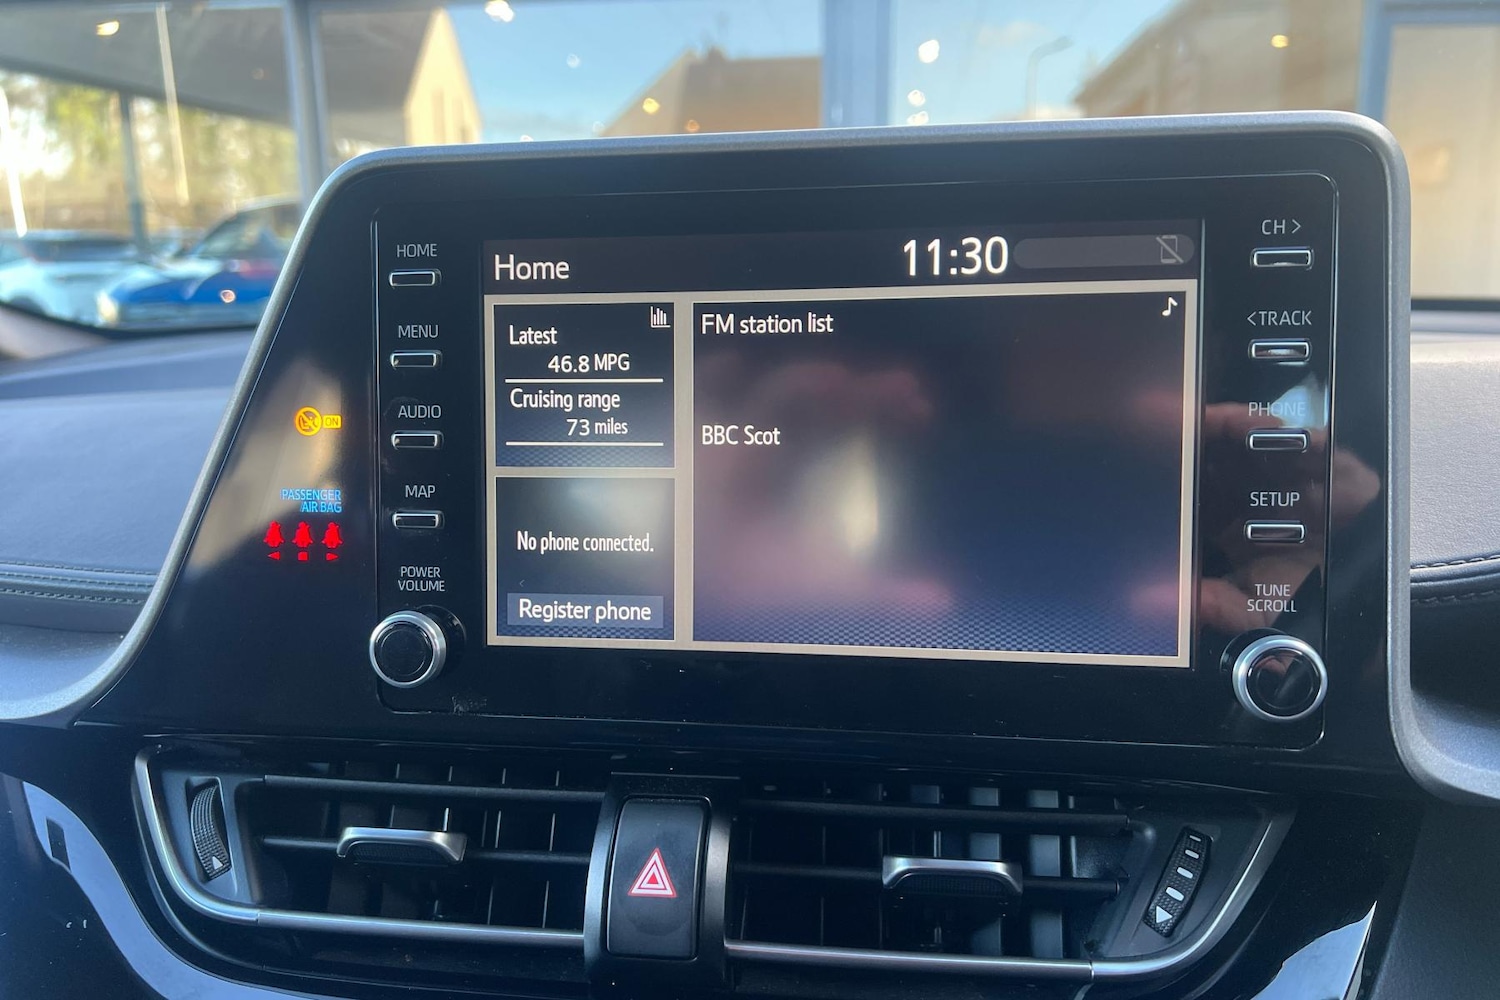 HOME
MENU
AUDIO
MAP
POWER
VOLUME
ON
PASSENGER
AIR BAG
Home
11:30
Latest
46.8 MPG
Cruising range
73 miles
No phone connected.
Register phone
FM station list
BBC Scot
CH >
<TRACK
PHONE
SETUP
TUNE
SCROLL